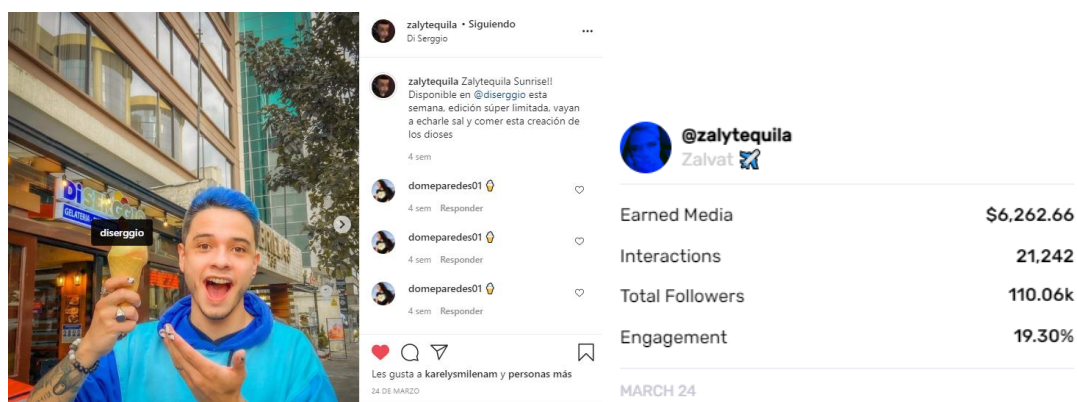 DiSERGGIO
diserggio
zalytequila • Siguiendo
Di Serggio
zalytequila Zalytequila Sunrise!!
Disponible en @diserggio esta
semana, edición súper limitada, vayan
a echarle sal y comer esta creación de
los dioses
4 sem
domeparedes01 🍦
4 sem Responder
domeparedes01 🍦
4 sem Responder
domeparedes01 🍦
4 sem Responder
Les gusta a karelysmilenam y personas más
24 DE MARZO
@zalytequila
Zalvat ✈️
Earned Media $6,262.66
Interactions 21,242
Total Followers 110.06k
Engagement 19.30%
MARCH 24